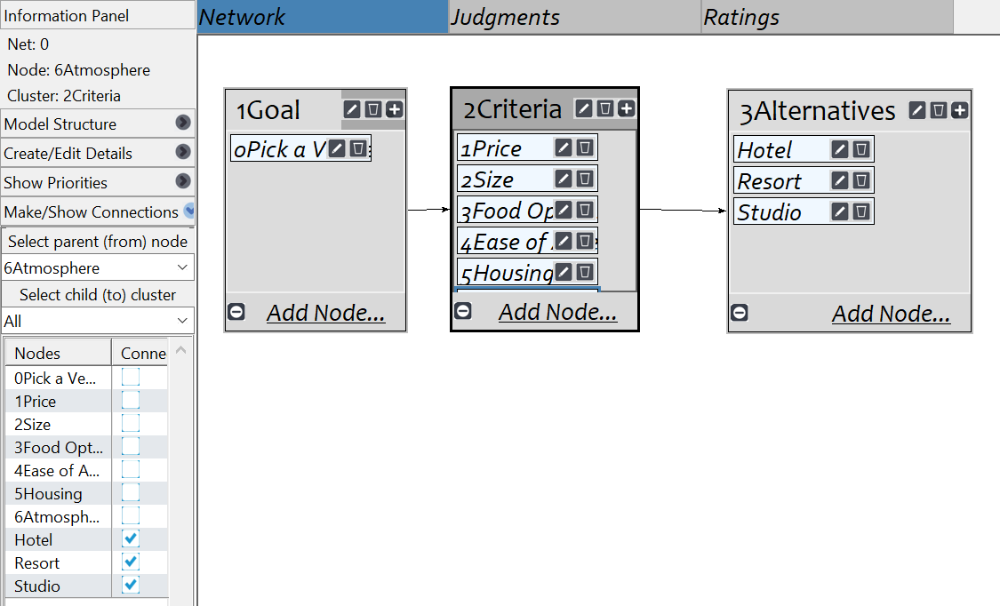 Information Panel
Net: 0
Node: 6Atmosphere
Cluster: 2Criteria
Model Structure
Create/Edit Details
Show Priorities
Make/Show Connections
Select parent (from) node
6Atmosphere
Select child (to) cluster
All
Nodes Conne
0Pick a Ve...
1Price
2Size
3Food Opt...
4Ease of A...
5Housing
6Atmosph...
Hotel
Resort
Studio
Network Judgments Ratings
1Goal
0Pick a V
Add Node...
2Criteria
1Price
2Size
3Food Op
4Ease of
5Housing
Add Node...
3Alternatives
Hotel
Resort
Studio
Add Node...